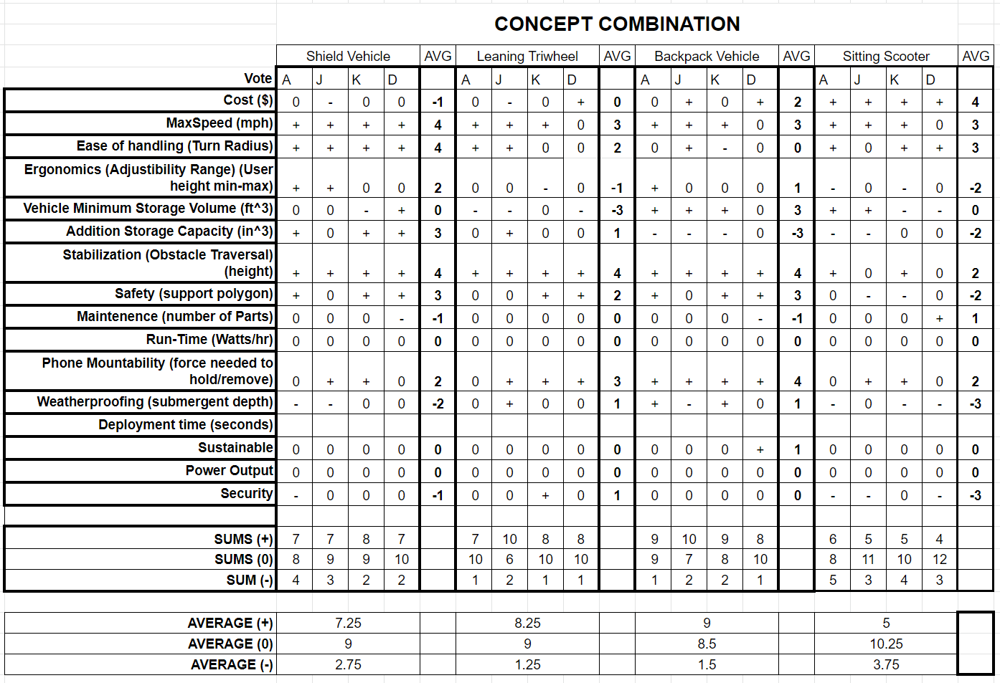 CONCEPT COMBINATION
Shield Vehicle AVG Leaning Triwheel AVG Backpack Vehicle AVG Sitting Scooter AVG
Vote A J K D A J K D A J K D A J K D
Cost ($) 0 - 0 0 -1 0 - 0 + 0 0 + 0 + 2 + + + + 4
MaxSpeed (mph) + + + + 4 + + + 0 3 + + + 0 3 + + + 0 3
Ease of handling (Turn Radius) + + + + 4 + + 0 0 2 0 + - 0 0 + 0 + + 3
Ergonomics (Adjustibility Range) (User
height min-max) + + 0 0 2 0 0 - 0 -1 + 0 0 0 1 - 0 - 0 -2
Vehicle Minimum Storage Volume (ft^3) 0 0 - + 0 - - 0 - -3 + + + 0 3 + + - - 0
Addition Storage Capacity (in^3) + 0 + + 3 0 + 0 0 1 - - - 0 -3 - - 0 0 -2
Stabilization (Obstacle Traversal)
(height) + + + + 4 + + + + 4 + + + + 4 + 0 + 0 2
Safety (support polygon) + 0 + + 3 0 0 + + 2 + 0 + + 3 0 - - 0 -2
Maintenence (number of Parts) 0 0 0 - -1 0 0 0 0 0 0 0 0 - -1 0 0 0 + 1
Run-Time (Watts/hr) 0 0 0 0 0 0 0 0 0 0 0 0 0 0 0 0 0 0 0 0
Phone Mountability (force needed to
hold/remove) 0 + + 0 2 0 + + + 3 + + + + 4 0 + + 0 2
Weatherproofing (submergent depth) - - 0 0 -2 0 + 0 0 1 + - + 0 1 - 0 - - -3
Deployment time (seconds)
Sustainable 0 0 0 0 0 0 0 0 0 0 0 0 0 + 1 0 0 0 0 0
Power Output 0 0 0 0 0 0 0 0 0 0 0 0 0 0 0 0 0 0 0 0
Security - 0 0 0 -1 0 0 + 0 1 0 0 0 0 0 - - 0 - -3
SUMS (+) 7 7 8 7 7 10 8 8 9 10 9 8 6 5 5 4
SUMS (0) 8 9 9 10 10 6 10 10 9 7 8 10 8 11 10 12
SUM (-) 4 3 2 2 1 2 1 1 1 2 2 1 5 3 4 3
AVERAGE (+) 7.25 8.25 9 5
AVERAGE (0) 9 9 8.5 10.25
AVERAGE (-) 2.75 1.25 1.5 3.75